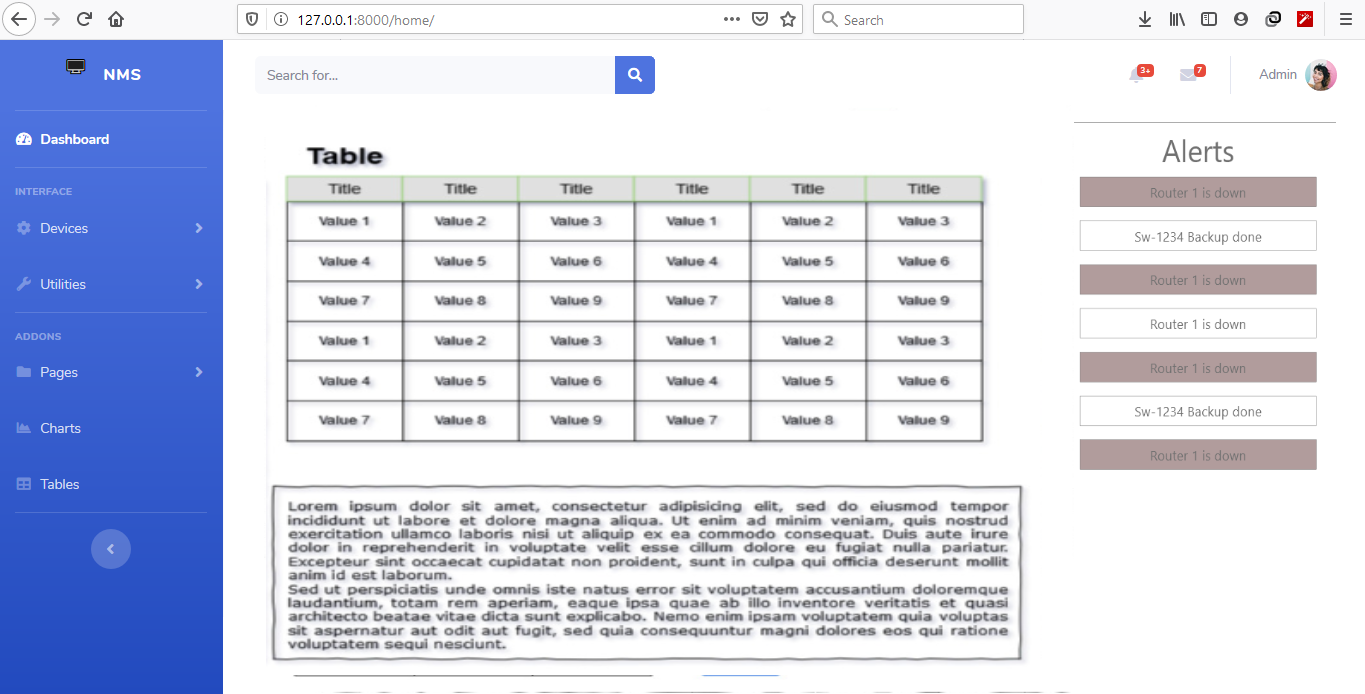 127.0.0.1:8000/home/
Search
NMS
Search for...
3+
7
Admin
Dashboard
INTERFACE
Devices
Utilities
ADDONS
Pages
Charts
Tables
Table
Title Title Title Title Title Title
Value 1 Value 2 Value 3 Value 1 Value 2 Value 3
Value 4 Value 5 Value 6 Value 4 Value 5 Value 6
Value 7 Value 8 Value 9 Value 7 Value 8 Value 9
Value 1 Value 2 Value 3 Value 1 Value 2 Value 3
Value 4 Value 5 Value 6 Value 4 Value 5 Value 6
Value 7 Value 8 Value 9 Value 7 Value 8 Value 9
Lorem ipsum dolor sit amet, consectetur adipisicing elit, sed do eiusmod tempor
incididunt ut labore et dolore magna aliqua. Ut enim ad minim veniam, quis nostrud
exercitation ullamco laboris nisi ut aliquip ex ea commodo consequat. Duis aute irure
dolor in reprehenderit in voluptate velit esse cillum dolore eu fugiat nulla pariatur.
Excepteur sint occaecat cupidatat non proident, sunt in culpa qui officia deserunt mollit
anim id est laborum.
Sed ut perspiciatis unde omnis iste natus error sit voluptatem accusantium doloremque
laudantium, totam rem aperiam, eaque ipsa quae ab illo inventore veritatis et quasi
architecto beatae vitae dicta sunt explicabo. Nemo enim ipsam voluptatem quia voluptas
sit aspernatur aut odit aut fugit, sed quia consequuntur magni dolores eos qui ratione
voluptatem sequi nesciunt.
Alerts
Router 1 is down
Sw-1234 Backup done
Router 1 is down
Router 1 is down
Router 1 is down
Sw-1234 Backup done
Router 1 is down